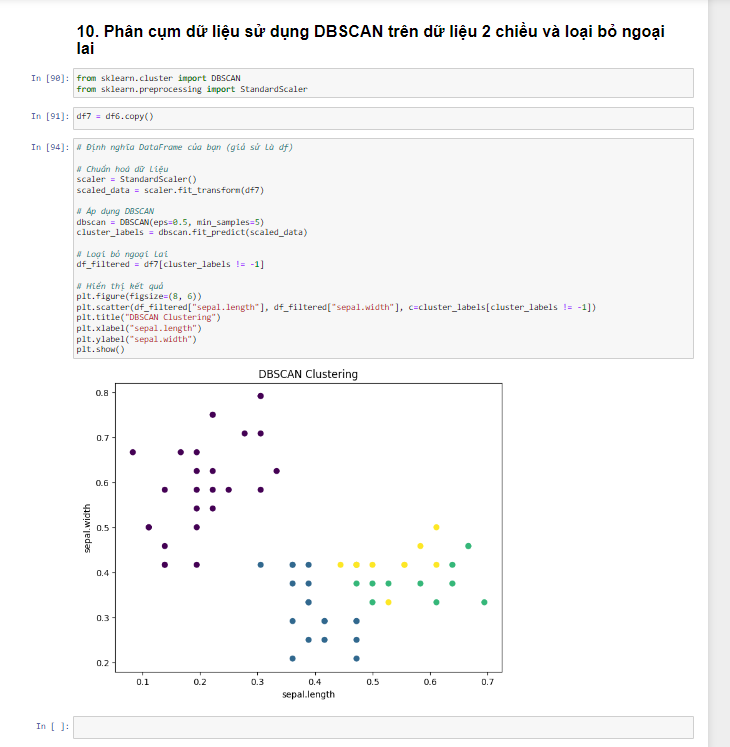 10. Phân cụm dữ liệu sử dụng DBSCAN trên dữ liệu 2 chiều và loại bỏ ngoại
lai
In [90]: from sklearn.cluster import DBSCAN
from sklearn.preprocessing import StandardScaler
In [91]: df7 = df6.copy()
In [94]: # Định nghĩa DataFrame của bạn (giả sử là df)
# Chuẩn hoá dữ liệu
scaler = StandardScaler()
scaled_data = scaler.fit_transform(df7)
# Áp dụng DBSCAN
dbscan = DBSCAN(eps=0.5, min_samples=5)
cluster_labels = dbscan.fit_predict(scaled_data)
# Loại bỏ ngoại lai
df_filtered = df7[cluster_labels != -1]
# Hiển thị kết quả
plt.figure(figsize=(8, 6))
plt.scatter(df_filtered["sepal.length"], df_filtered["sepal.width"], c=cluster_labels[cluster_labels != -1])
plt.title("DBSCAN Clustering")
plt.xlabel("sepal.length")
plt.ylabel("sepal.width")
plt.show()
DBSCAN Clustering
0.8
0.7
0.6
0.5
0.4
0.3
0.2
sepal.width
0.1 0.2 0.3 0.4 0.5 0.6 0.7
sepal.length
In [ ]: